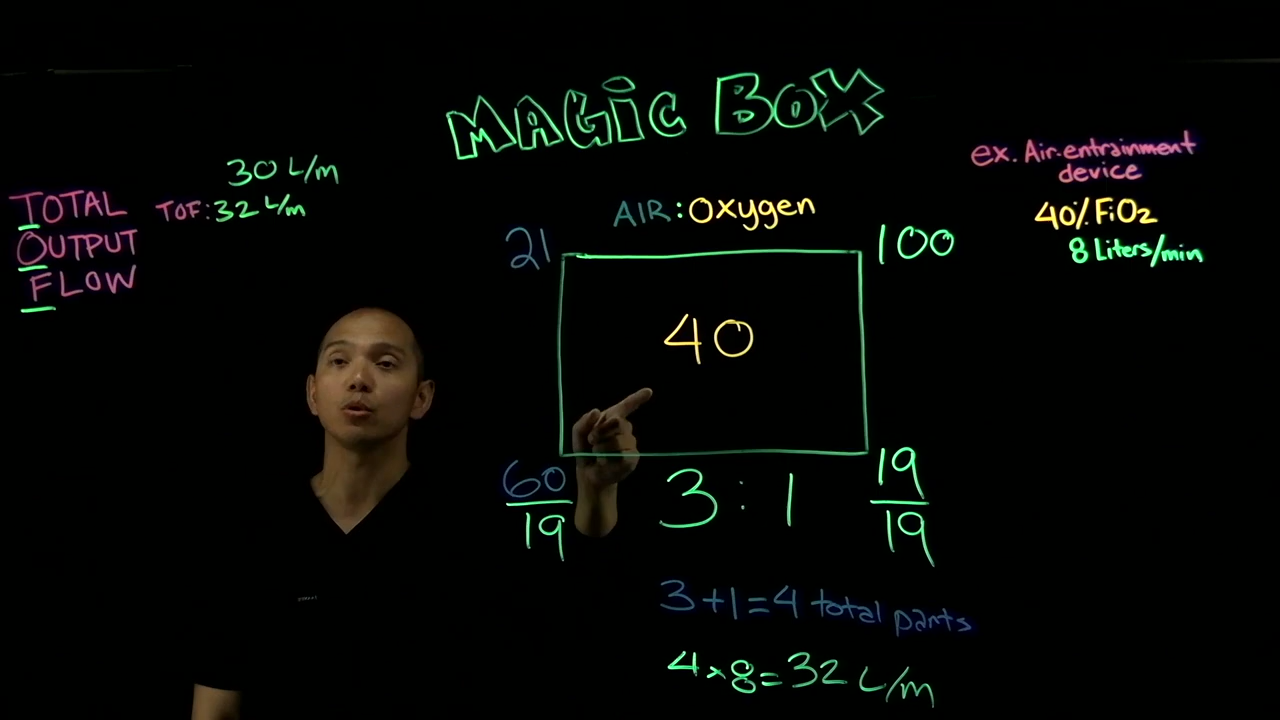 MAGIC BOX
30 L/m
TOTAL
OUTPUT
FLOW
TOF: 32 L/m
AIR: Oxygen
21
100
40
60
19
3 : 1
19
19
3+1=4 total parts
4×8=32 L/m
ex. Air-entrainment
device
40% FiO2
8 Liters/min